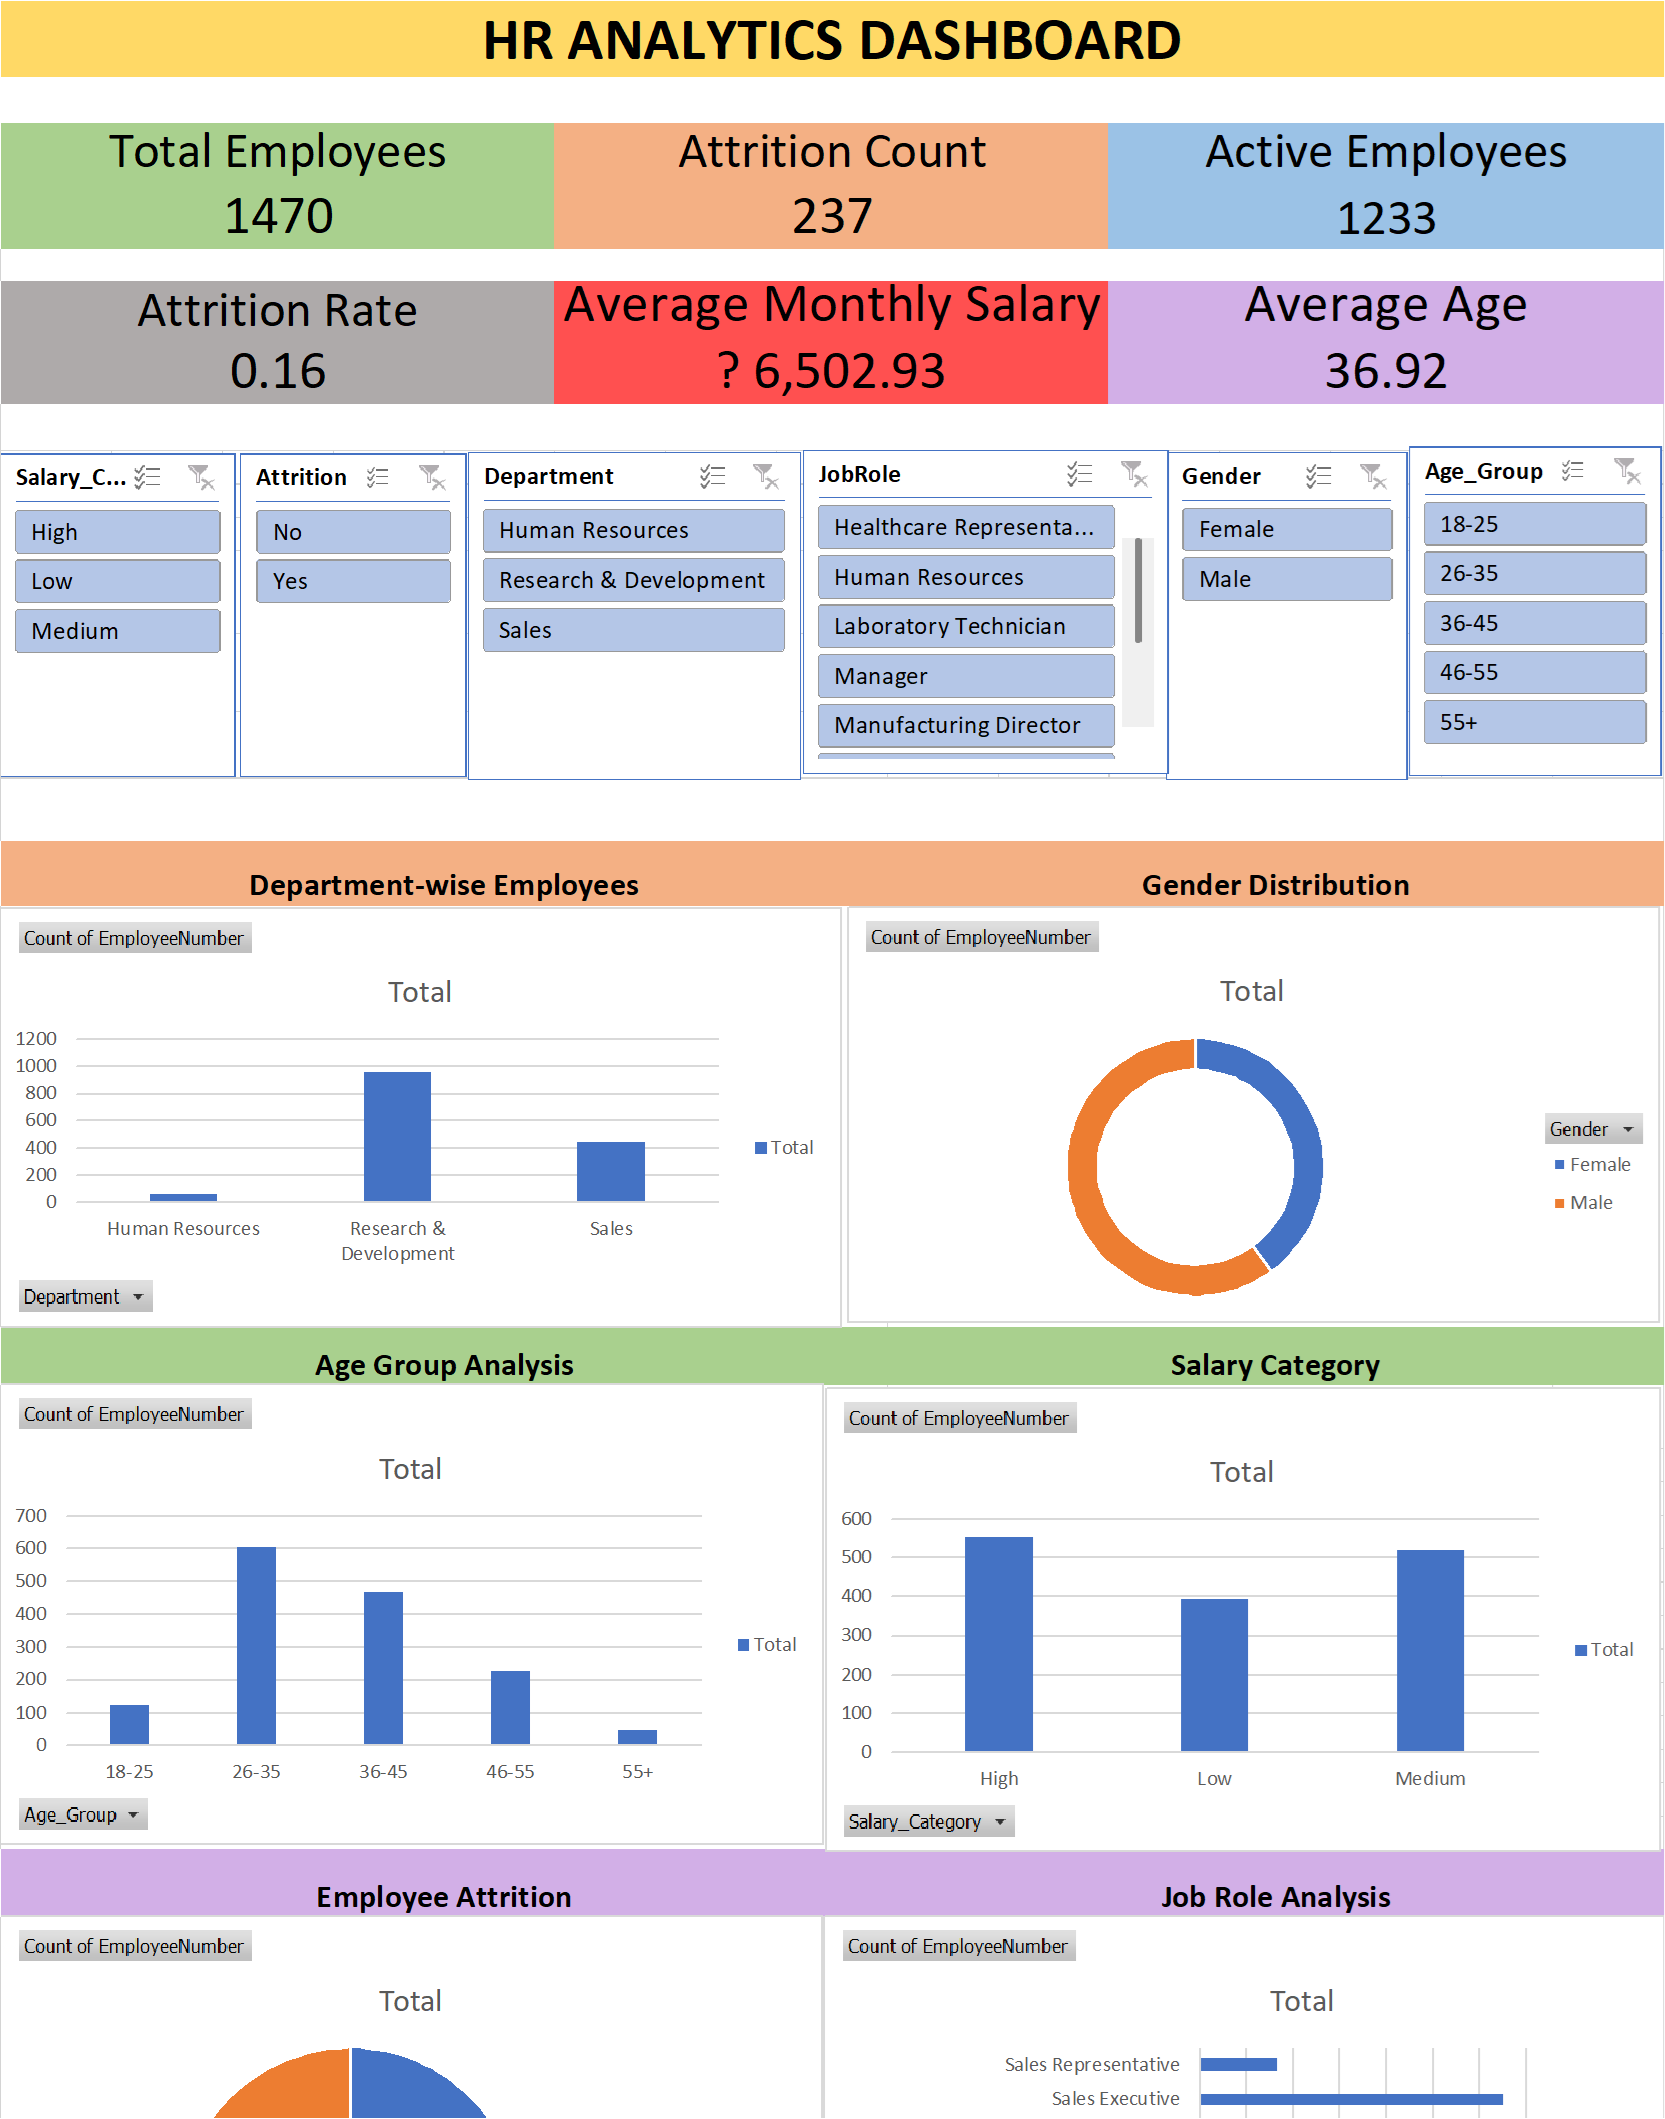 HR ANALYTICS DASHBOARD
Total Employees
1470
Attrition Count
237
Active Employees
1233
Attrition Rate
0.16
Average Monthly Salary
? 6,502.93
Average Age
36.92
Salary_C...
High
Low
Medium
Attrition
No
Yes
Department
Human Resources
Research & Development
Sales
JobRole
Healthcare Representa...
Human Resources
Laboratory Technician
Manager
Manufacturing Director
Gender
Female
Male
Age_Group
18-25
26-35
36-45
46-55
55+
Department-wise Employees
Count of EmployeeNumber
Total
1200
1000
800
600
400
200
0
Human Resources
Research &
Development
Sales
Total
Department
Gender Distribution
Count of EmployeeNumber
Total
Gender
Female
Male
Age Group Analysis
Count of EmployeeNumber
Total
700
600
500
400
300
200
100
0
18-25
26-35
36-45
46-55
55+
Total
Age_Group
Salary Category
Count of EmployeeNumber
Total
600
500
400
300
200
100
0
High
Low
Medium
Total
Salary_Category
Employee Attrition
Count of EmployeeNumber
Total
Job Role Analysis
Count of EmployeeNumber
Total
Sales Representative
Sales Executive